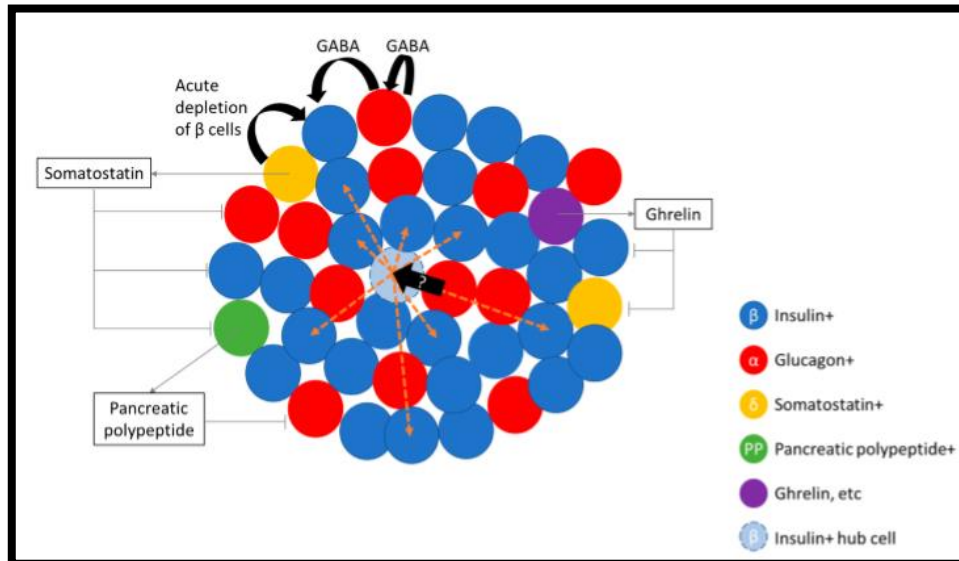 GABA
GABA
Acute
depletion
of β cells
Somatostatin
Ghrelin
?
Pancreatic
polypeptide
β Insulin+
α Glucagon+
δ Somatostatin+
PP Pancreatic polypeptide+
Ghrelin, etc
β Insulin+ hub cell